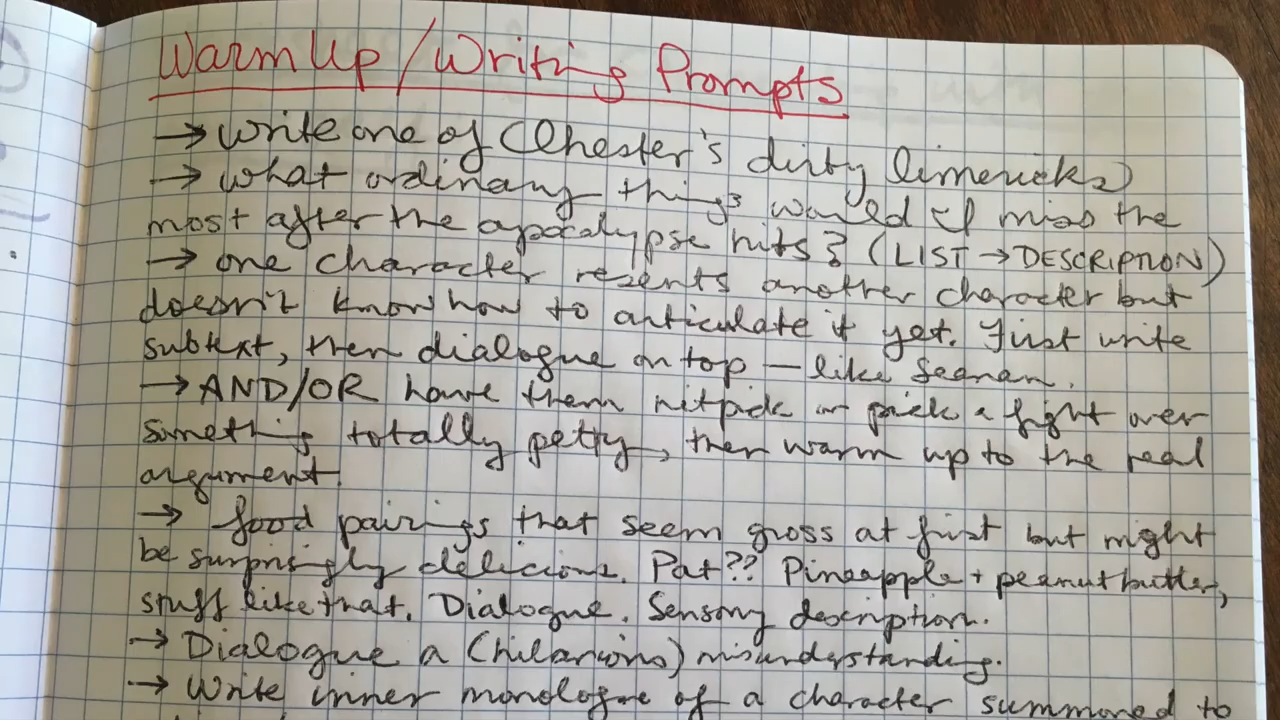 Warm Up / Writing Prompts
→ write one of Chester's dirty limericks
→ what ordinary things would I miss the
most after the apocalypse hits? (LIST → DESCRIPTION)
→ one character resents another character but
doesn't know how to articulate it yet. First write
subtext, then dialogue on top — like
→ AND/OR have them nitpick or pick a fight over
something totally petty, then warm up to the real
argument.
→ food pairings that seem gross at first but might
be surprisingly delicious. Pat?? Pineapple + peanut butter,
stuff like that. Dialogue. Sensory description.
→ Dialogue a (hilarious) misunderstanding.
→ Write inner monologue of a character summoned to